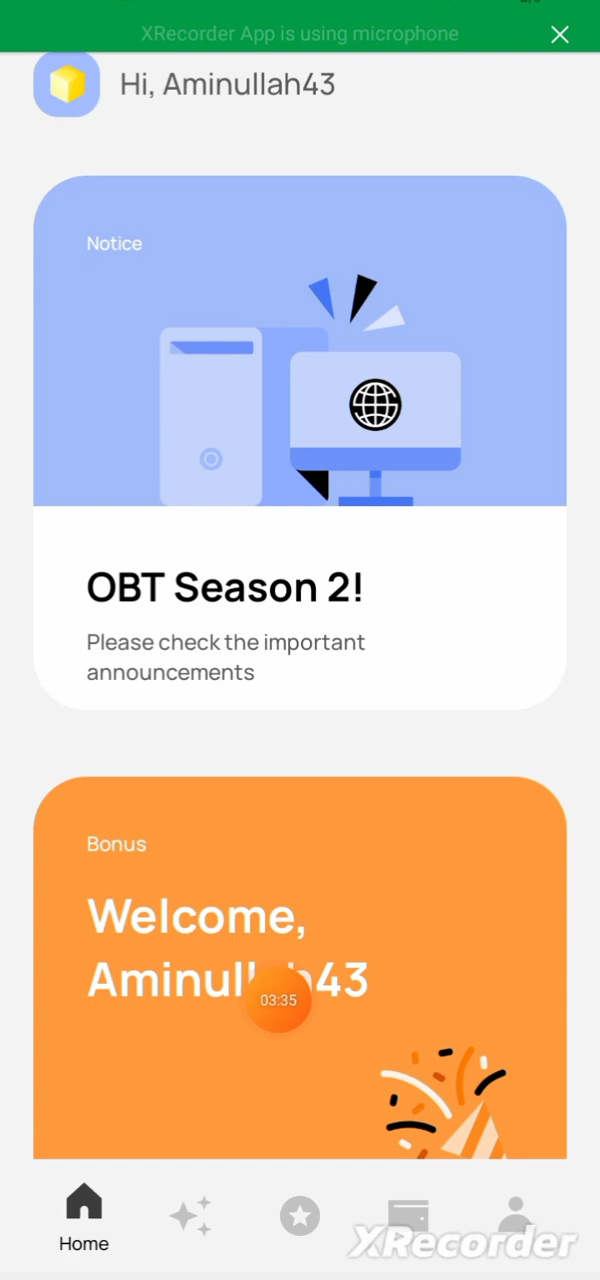 XRecorder App is using microphone
Hi, Aminullah43
Notice
OBT Season 2!
Please check the important
announcements
Bonus
Welcome,
Aminullah43
03:35
Home
XRecorder